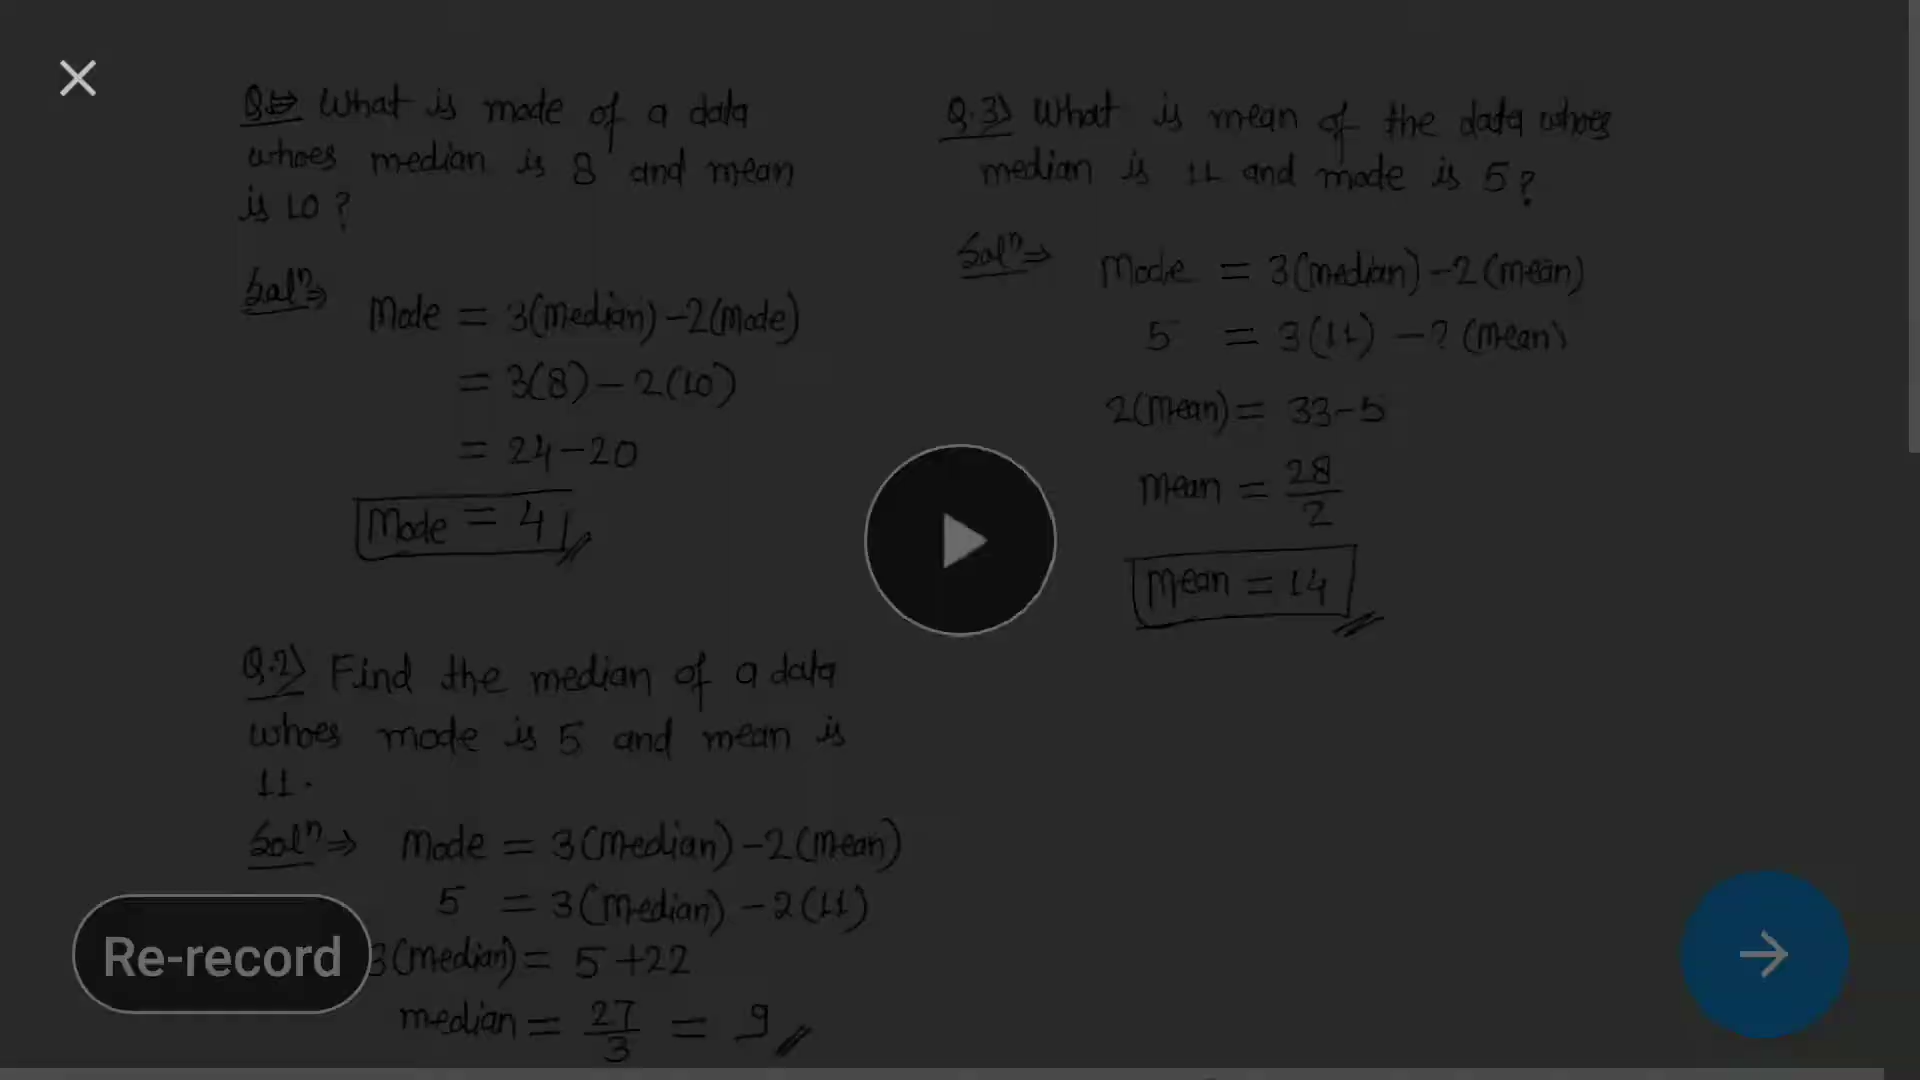 Q.1) What is mode of a data
whoes median is 8 and mean
is 10 ?
Solⁿ⇒
Mode = 3(Median) -2(Mode)
= 3(8) - 2(10)
= 24-20
Mode = 4
Q.2) Find the median of a data
whoes mode is 5 and mean is
11.
Solⁿ⇒ Mode = 3(Median) -2(Mean)
5 = 3(Median) - 2(11)
3(Median) = 5+22
median = 27/3 = 9
Q.3) What is mean of the data whoes
median is 11 and mode is 5?
Solⁿ⇒ Mode = 3(Median) -2(Mean)
5 = 3(11) -2(Mean)
2(Mean) = 33-5
Mean = 28/2
Mean = 14
Re-record